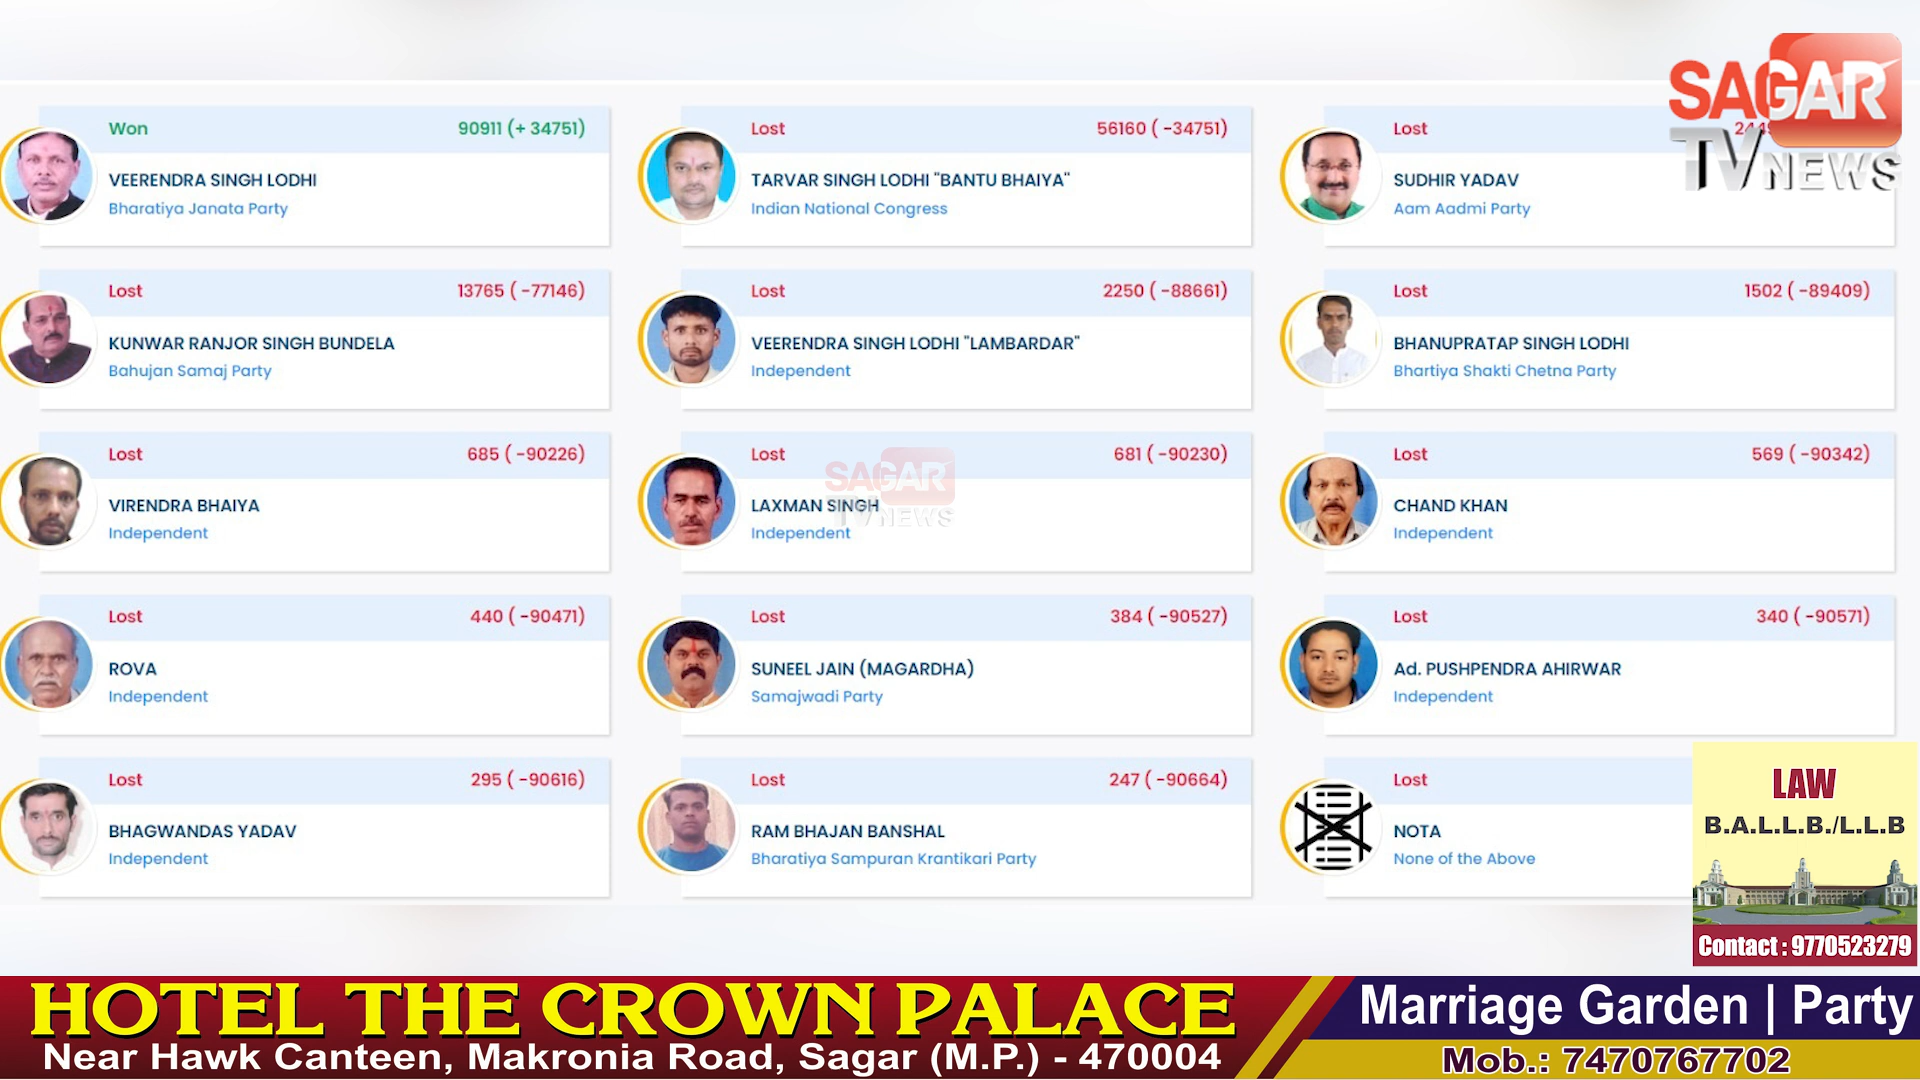 SAGAR
TV NEWS
Won 90911 (+ 34751)
VEERENDRA SINGH LODHI
Bharatiya Janata Party
Lost 56160 ( -34751)
TARVAR SINGH LODHI "BANTU BHAIYA"
Indian National Congress
Lost
SUDHIR YADAV
Aam Aadmi Party
Lost 13765 ( -77146)
KUNWAR RANJOR SINGH BUNDELA
Bahujan Samaj Party
Lost 2250 ( -88661)
VEERENDRA SINGH LODHI "LAMBARDAR"
Independent
Lost 1502 ( -89409)
BHANUPRATAP SINGH LODHI
Bhartiya Shakti Chetna Party
Lost 685 ( -90226)
VIRENDRA BHAIYA
Independent
Lost 681 ( -90230)
LAXMAN SINGH
Independent
SAGAR
TV NEWS
Lost 569 ( -90342)
CHAND KHAN
Independent
Lost 440 ( -90471)
ROVA
Independent
Lost 384 ( -90527)
SUNEEL JAIN (MAGARDHA)
Samajwadi Party
Lost 340 ( -90571)
Ad. PUSHPENDRA AHIRWAR
Independent
Lost 295 ( -90616)
BHAGWANDAS YADAV
Independent
Lost 247 ( -90664)
RAM BHAJAN BANSHAL
Bharatiya Sampuran Krantikari Party
Lost
NOTA
None of the Above
LAW
B.A.L.L.B./L.L.B
Contact : 9770523279
HOTEL THE CROWN PALACE
Near Hawk Canteen, Makronia Road, Sagar (M.P.) - 470004
Marriage Garden | Party
Mob.: 7470767702